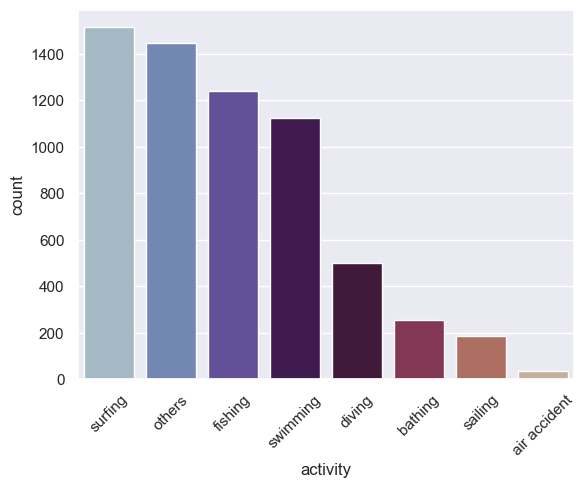 1400
1200
1000
800
600
400
200
0
count
surfing
others
fishing
swimming
diving
bathing
sailing
air accident
activity